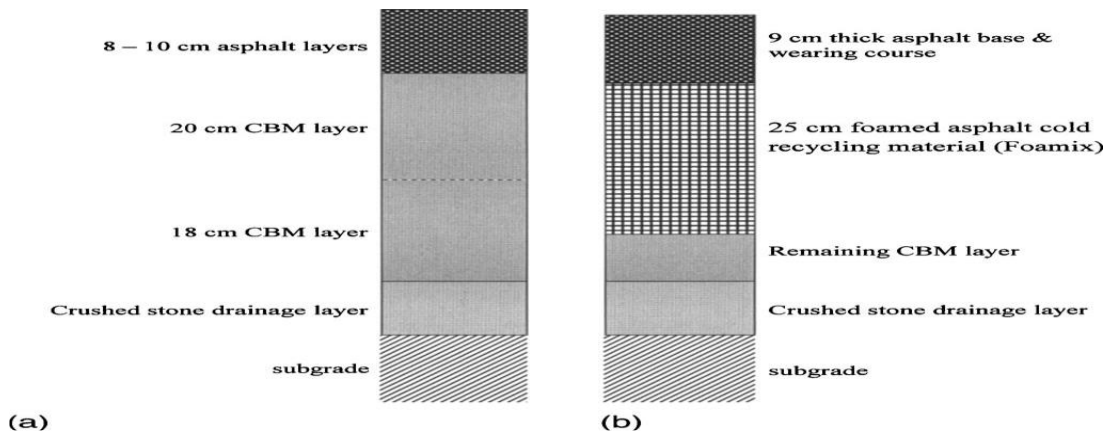 8 – 10 cm asphalt layers
20 cm CBM layer
18 cm CBM layer
Crushed stone drainage layer
subgrade
(a)
9 cm thick asphalt base &
wearing course
25 cm foamed asphalt cold
recycling material (Foamix)
Remaining CBM layer
Crushed stone drainage layer
subgrade
(b)